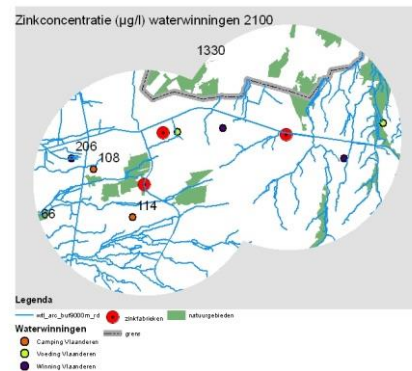 Zinkconcentratie (µg/l) waterwinningen 2100
1330
206
108
66
114
Legenda
zinkfabrieken
natuurgebieden
grens
Waterwinningen
Camping Vlaanderen
Voeding Vlaanderen
Winning Vlaanderen